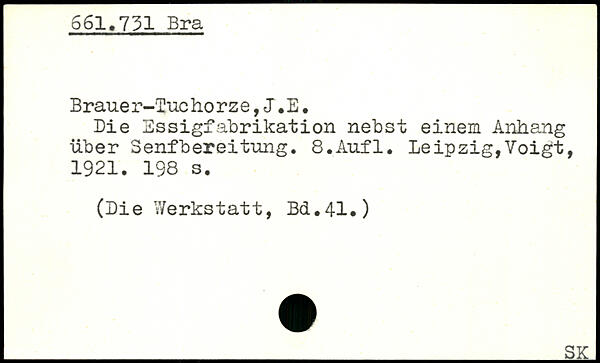 661.731 Bra
Brauer-Tuchorze,J.E.
Die Essigfabrikation nebst einem Anhang
über Senfbereitung. 8.Aufl. Leipzig,Voigt,
1921. 198 s.
(Die Werkstatt, Bd.41.)
SK